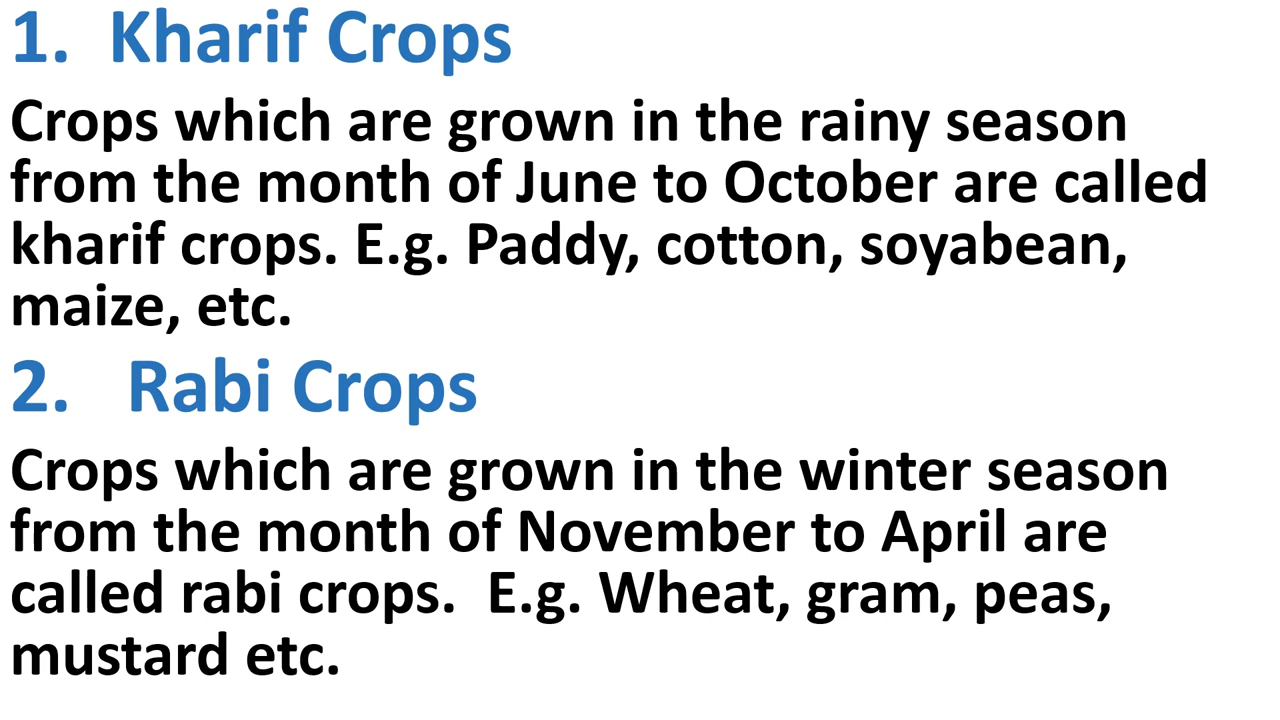 1. Kharif Crops
Crops which are grown in the rainy season
from the month of June to October are called
kharif crops. E.g. Paddy, cotton, soyabean,
maize, etc.
2. Rabi Crops
Crops which are grown in the winter season
from the month of November to April are
called rabi crops. E.g. Wheat, gram, peas,
mustard etc.